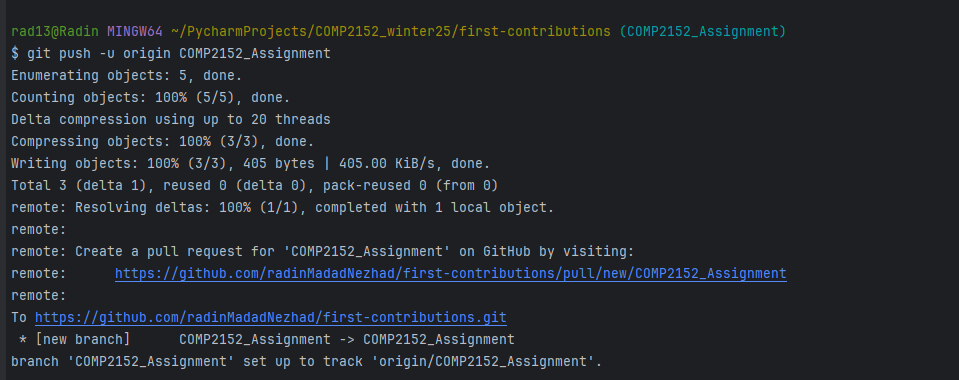 rad13@Radin MINGW64 ~/PycharmProjects/COMP2152_winter25/first-contributions (COMP2152_Assignment)
$ git push -u origin COMP2152_Assignment
Enumerating objects: 5, done.
Counting objects: 100% (5/5), done.
Delta compression using up to 20 threads
Compressing objects: 100% (3/3), done.
Writing objects: 100% (3/3), 405 bytes | 405.00 KiB/s, done.
Total 3 (delta 1), reused 0 (delta 0), pack-reused 0 (from 0)
remote: Resolving deltas: 100% (1/1), completed with 1 local object.
remote:
remote: Create a pull request for 'COMP2152_Assignment' on GitHub by visiting:
remote:      https://github.com/radinMadadNezhad/first-contributions/pull/new/COMP2152_Assignment
remote:
To https://github.com/radinMadadNezhad/first-contributions.git
 * [new branch]      COMP2152_Assignment -> COMP2152_Assignment
branch 'COMP2152_Assignment' set up to track 'origin/COMP2152_Assignment'.